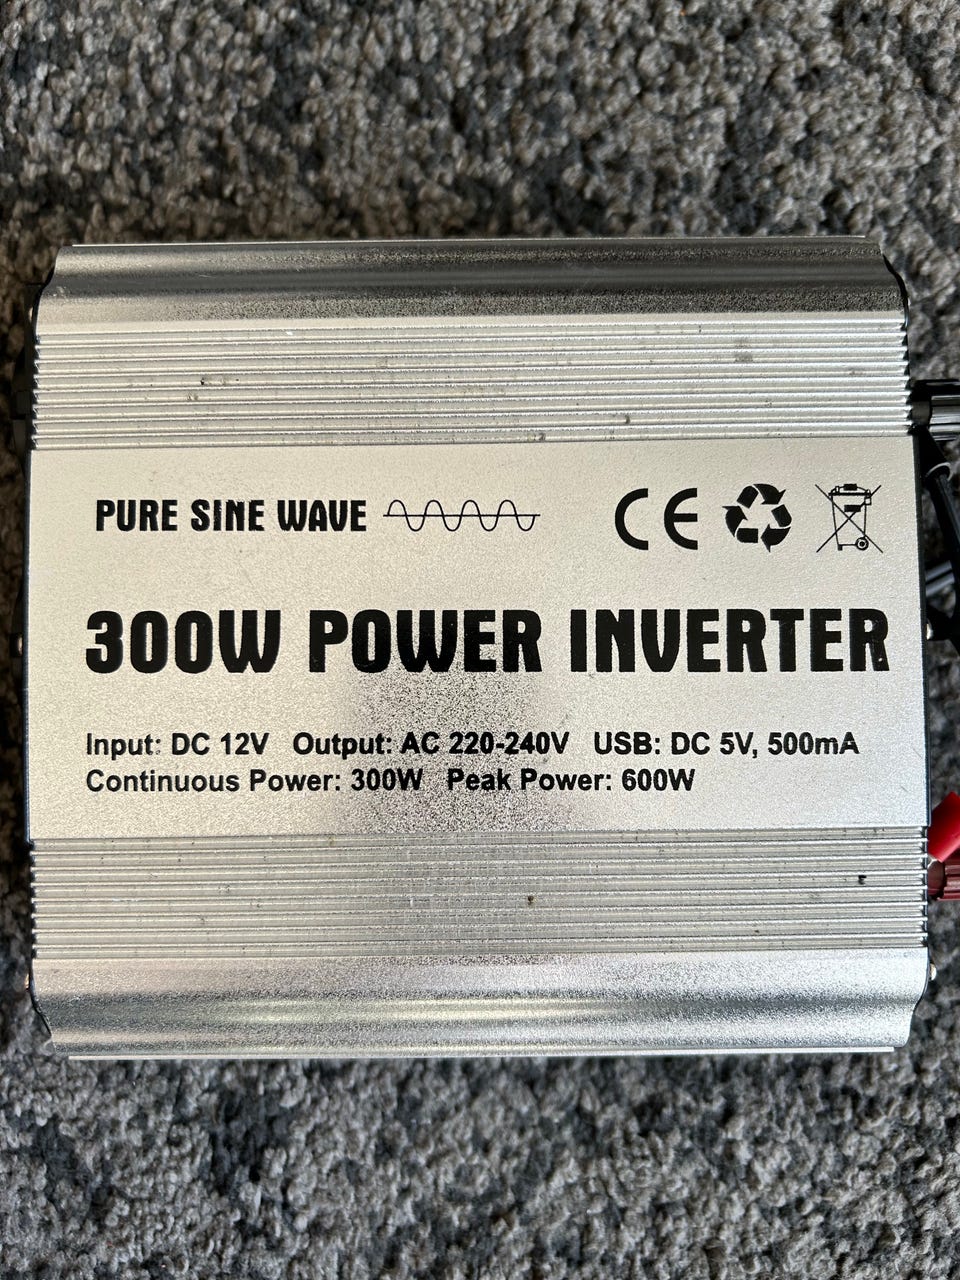 PURE SINE WAVE CE
300W POWER INVERTER
Input: DC 12V Output: AC 220-240V USB: DC 5V, 500mA
Continuous Power: 300W Peak Power: 600W